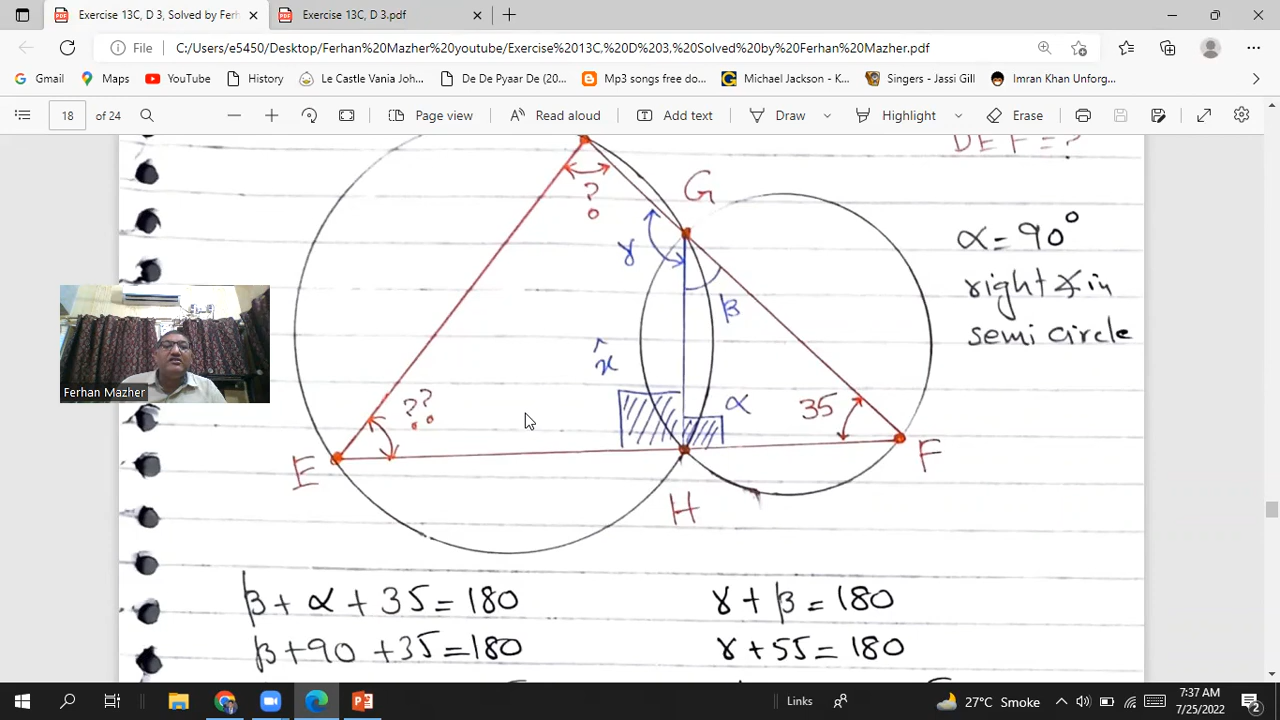 Exercise 13C, D 3, Solved by Ferh
Exercise 13C, D 3.pdf
File
C:/Users/e5450/Desktop/Ferhan%20Mazher%20youtube/Exercise%2013C,%20D%203,%20Solved%20by%20Ferhan%20Mazher.pdf
Gmail
Maps
YouTube
History
Le Castle Vania Joh...
De De Pyaar De (20...
Mp3 songs free do...
Michael Jackson - K...
Singers - Jassi Gill
Imran Khan Unforg...
18 of 24
Page view
Read aloud
Add text
Draw
Highlight
Erase
DEF = ?
?
G
α = 90°
γ
right ∡ in
β
semi circle
x̂
Ferhan Mazher
??
α
35
E
F
H
β + α + 35 = 180
γ + β = 180
β + 90 + 35 = 180
γ + 55 = 180
Links
27°C Smoke
7:37 AM
7/25/2022
2